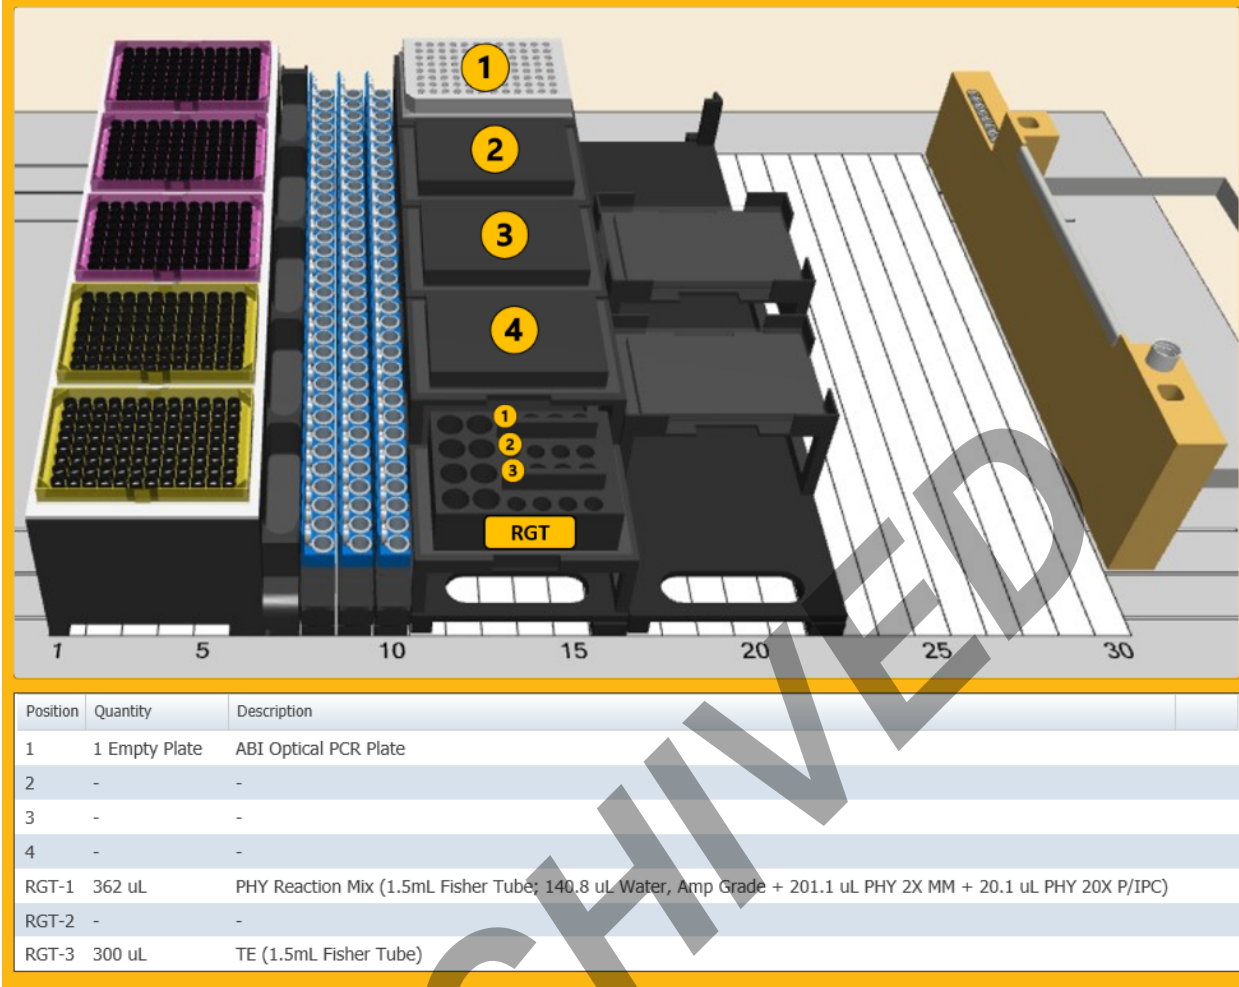 1
2
3
4
1
2
3
RGT
1 5 10 15 20 25 30
Position Quantity Description
1 1 Empty Plate ABI Optical PCR Plate
2 - -
3 - -
4 - -
RGT-1 362 uL PHY Reaction Mix (1.5mL Fisher Tube; 140.8 uL Water, Amp Grade + 201.1 uL PHY 2X MM + 20.1 uL PHY 20X P/IPC)
RGT-2 - -
RGT-3 300 uL TE (1.5mL Fisher Tube)
CHIVED